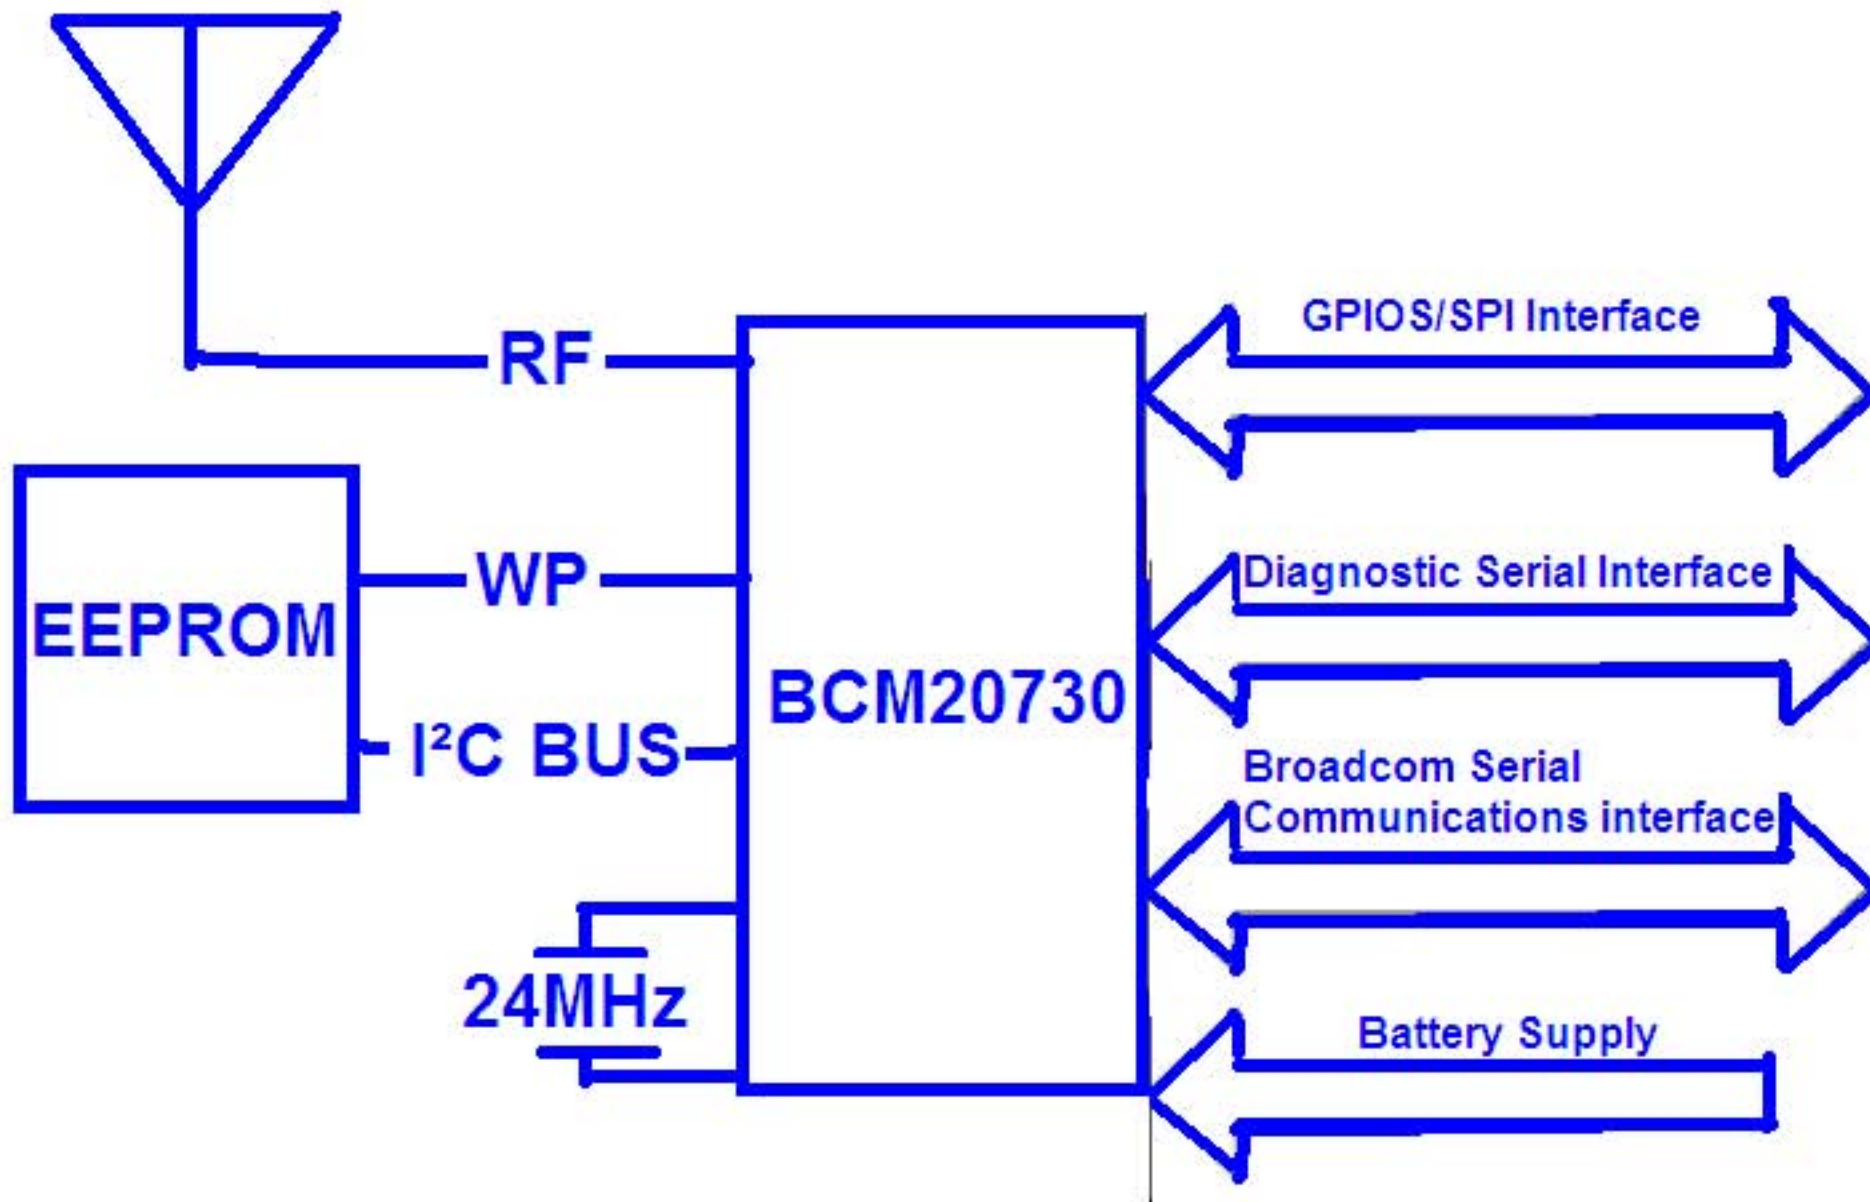 RF
GPIOS/SPI Interface
WP
EEPROM
Diagnostic Serial Interface
BCM20730
I²C BUS
Broadcom Serial
Communications interface
24MHz
Battery Supply